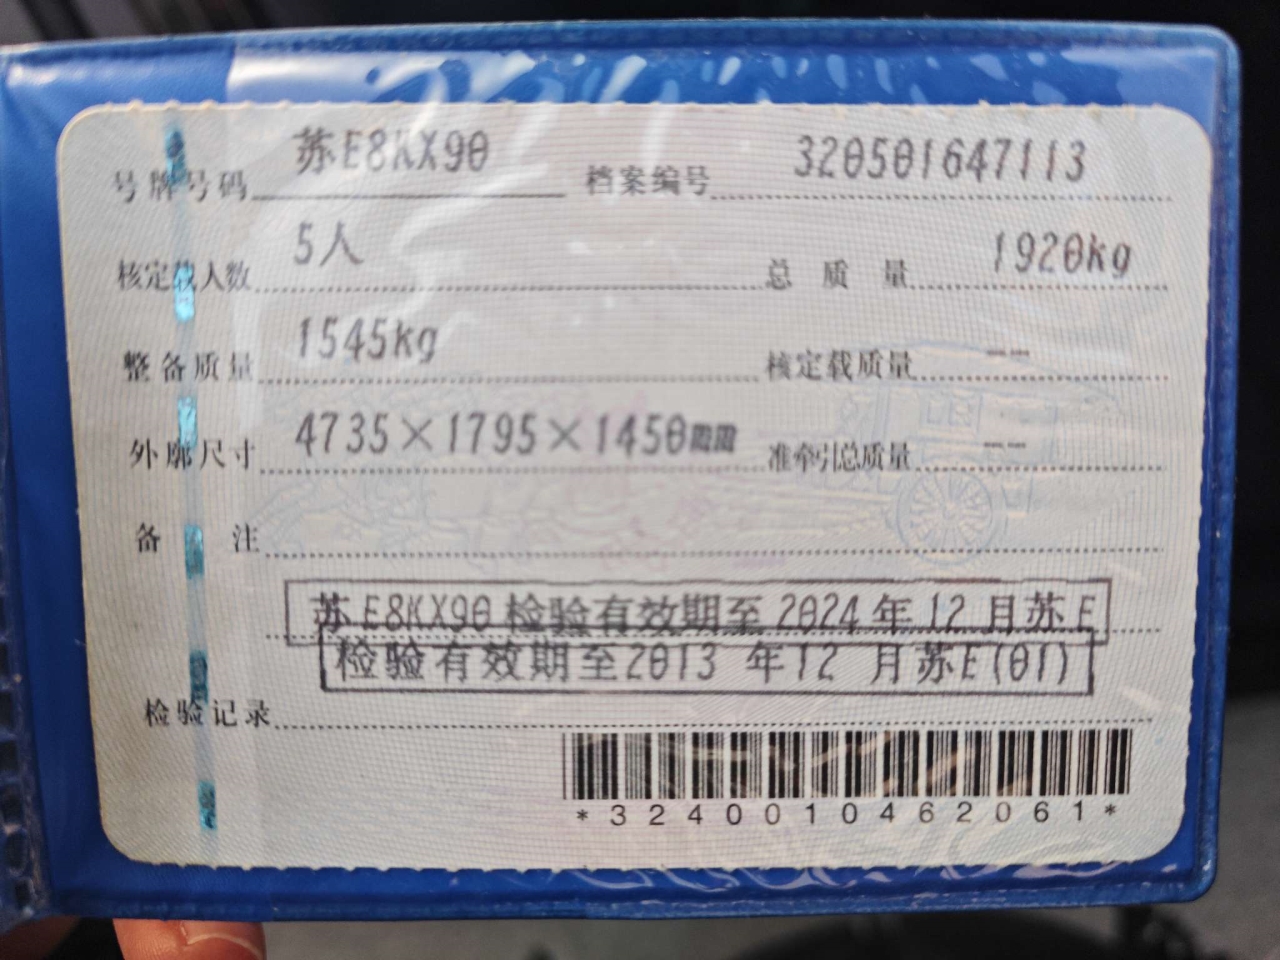 号牌号码 苏E8KX90 档案编号 320501647113
核定载人数 5人 总质量 1920kg
整备质量 1545kg 核定载质量 --
外廓尺寸 4735×1795×1450mm 准牵引总质量 --
备注
苏E8KX90检验有效期至2024年12月苏E
检验有效期至2013年12月苏E(01)
检验记录
*3240010462061*